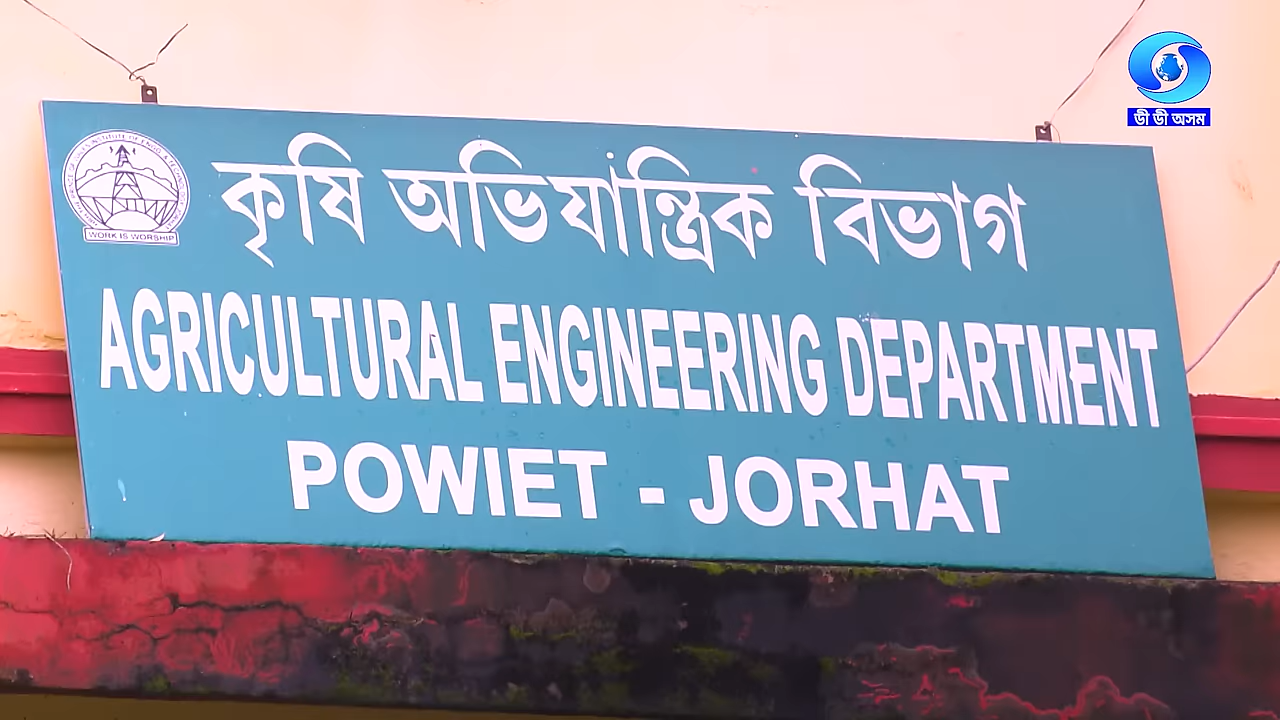 ডী ডী অসম
কৃষি অভিযান্ত্ৰিক বিভাগ
WORK IS WORSHIP
AGRICULTURAL ENGINEERING DEPARTMENT
POWIET - JORHAT